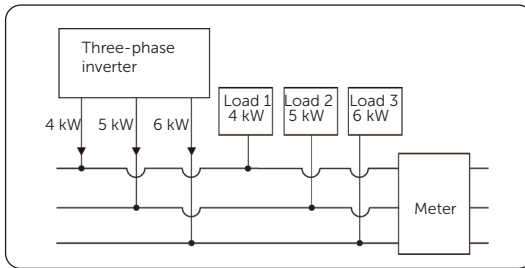 Three-phase
inverter
4 kW
5 kW
6 kW
Load 1
4 kW
Load 2
5 kW
Load 3
6 kW
Meter